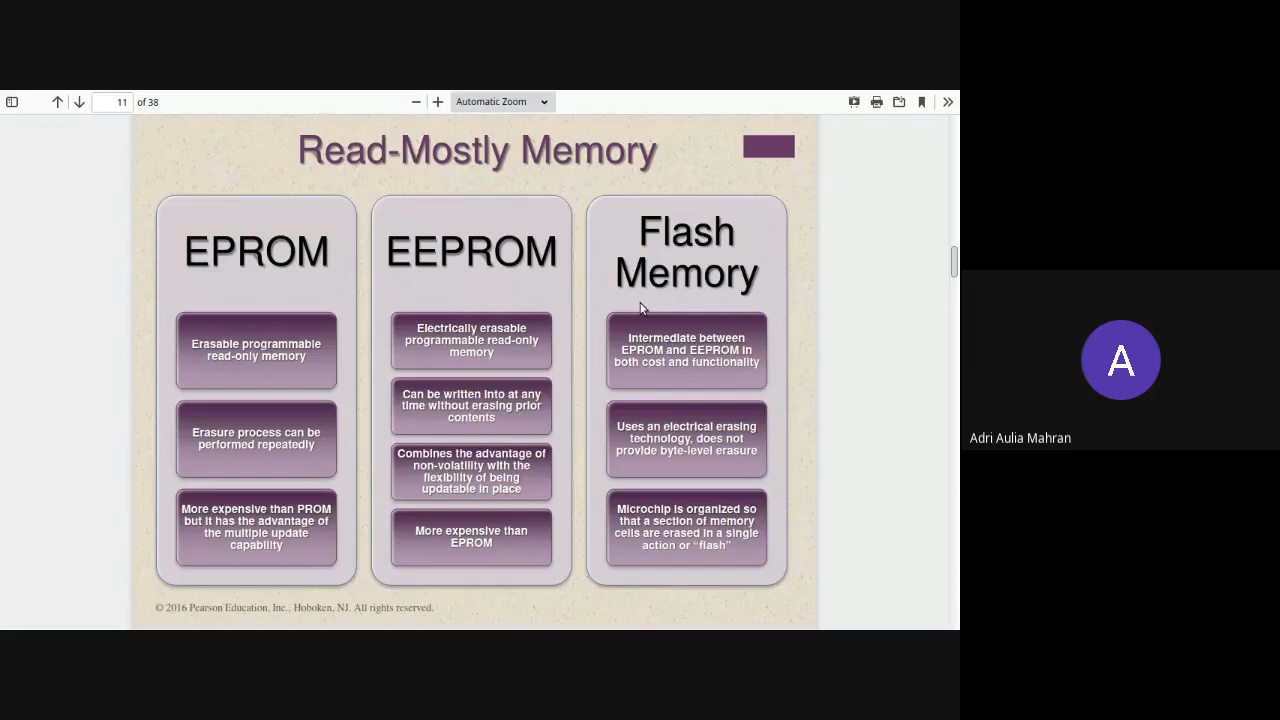 11 of 38
Automatic Zoom
Read-Mostly Memory
EPROM
Erasable programmable
read-only memory
Erasure process can be
performed repeatedly
More expensive than PROM
but it has the advantage of
the multiple update
capability
EEPROM
Electrically erasable
programmable read-only
memory
Can be written into at any
time without erasing prior
contents
Combines the advantage of
non-volatility with the
flexibility of being
updatable in place
More expensive than
EPROM
Flash
Memory
Intermediate between
EPROM and EEPROM in
both cost and functionality
Uses an electrical erasing
technology, does not
provide byte-level erasure
Microchip is organized so
that a section of memory
cells are erased in a single
action or “flash”
© 2016 Pearson Education, Inc., Hoboken, NJ. All rights reserved.
A
Adri Aulia Mahran